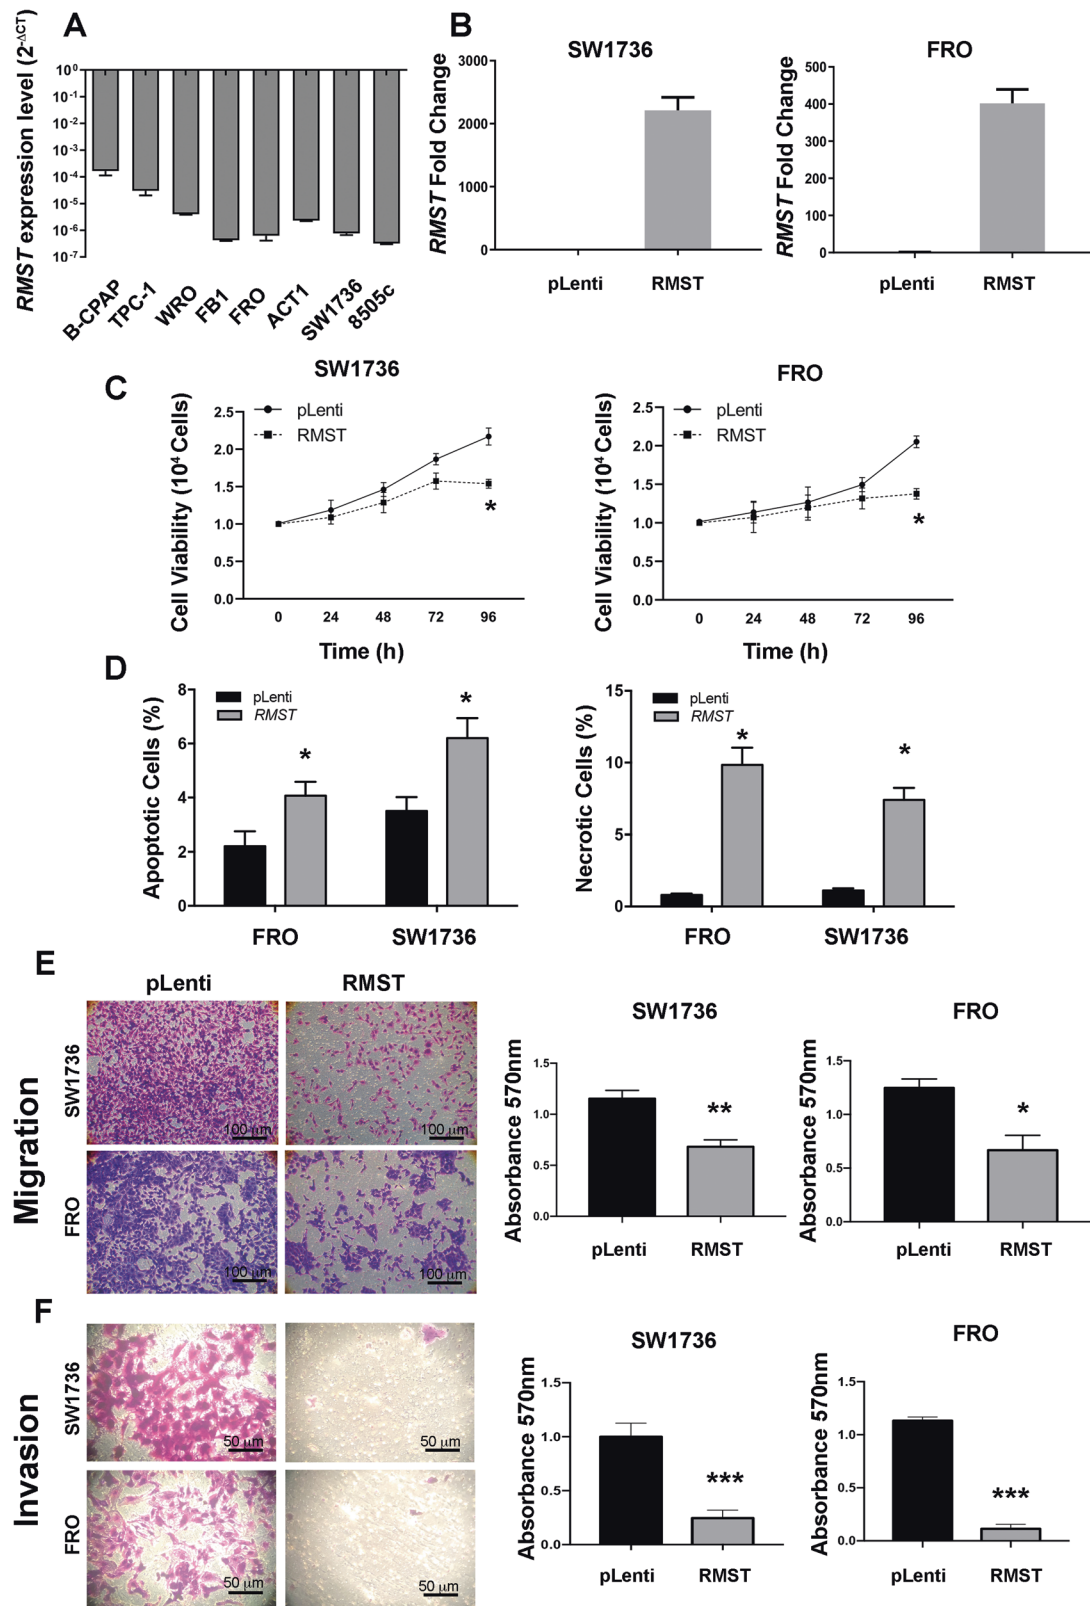 A
RMST expression level (2-ΔCT)
10⁰
10⁻¹
10⁻²
10⁻³
10⁻⁴
10⁻⁵
10⁻⁶
10⁻⁷
B-CPAP
TPC-1
WRO
FB1
FRO
ACT1
SW1736
8505c
B
SW1736
RMST Fold Change
3000
2000
1000
0
pLenti
RMST
FRO
RMST Fold Change
500
400
300
200
100
0
pLenti
RMST
C
SW1736
Cell Viability (10⁴ Cells)
2.5
2.0
1.5
1.0
0.5
0.0
pLenti
RMST
*
0 24 48 72 96
Time (h)
FRO
Cell Viability (10⁴ Cells)
2.5
2.0
1.5
1.0
0.5
0.0
pLenti
RMST
*
0 24 48 72 96
Time (h)
D
Apoptotic Cells (%)
8
6
4
2
0
pLenti
RMST
*
*
FRO
SW1736
Necrotic Cells (%)
15
10
5
0
pLenti
RMST
*
*
FRO
SW1736
E
Migration
pLenti
RMST
SW1736
100 µm
100 µm
FRO
100 µm
100 µm
SW1736
Absorbance 570nm
1.5
1.0
0.5
0.0
**
pLenti
RMST
FRO
Absorbance 570nm
1.5
1.0
0.5
0.0
*
pLenti
RMST
F
Invasion
SW1736
50 µm
50 µm
FRO
50 µm
50 µm
SW1736
Absorbance 570nm
1.5
1.0
0.5
0.0
***
pLenti
RMST
FRO
Absorbance 570nm
1.5
1.0
0.5
0.0
***
pLenti
RMST